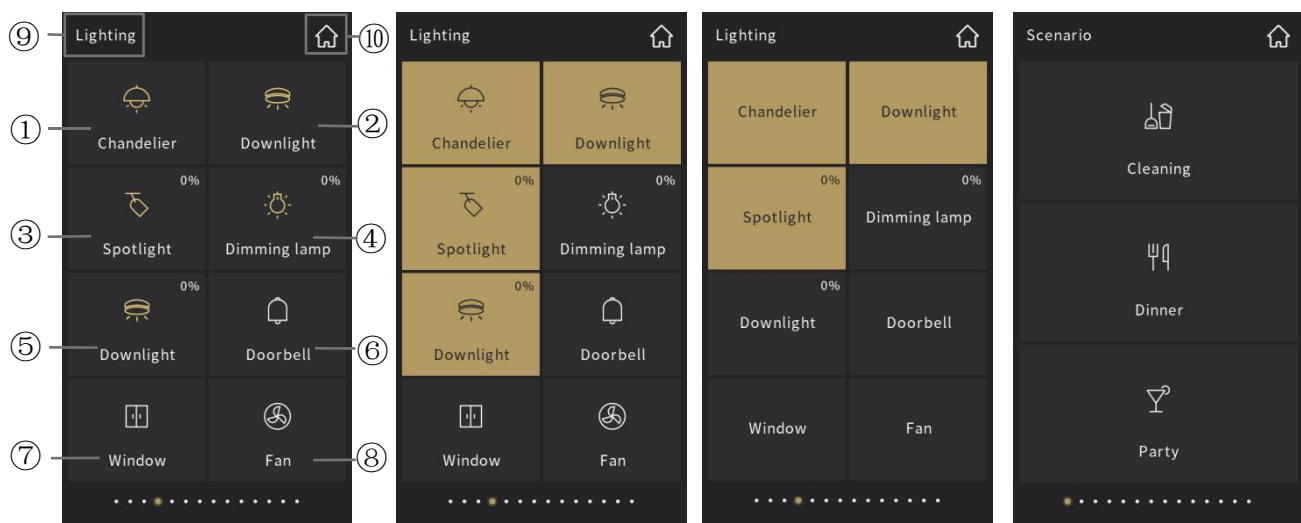 ⑨ Lighting ⑩
① Chandelier Downlight ②
0% 0%
③ Spotlight Dimming lamp ④
0%
⑤ Downlight Doorbell ⑥
⑦ Window Fan ⑧
Lighting
Chandelier Downlight
0% 0%
Spotlight Dimming lamp
0%
Downlight Doorbell
Window Fan
Lighting
Chandelier Downlight
0% 0%
Spotlight Dimming lamp
0%
Downlight Doorbell
Window Fan
Scenario
Cleaning
Dinner
Party